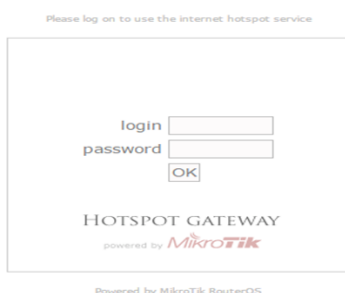 Please log on to use the internet hotspot service
login
password
OK
HOTSPOT GATEWAY
powered by MikroTik
Powered by MikroTik RouterOS